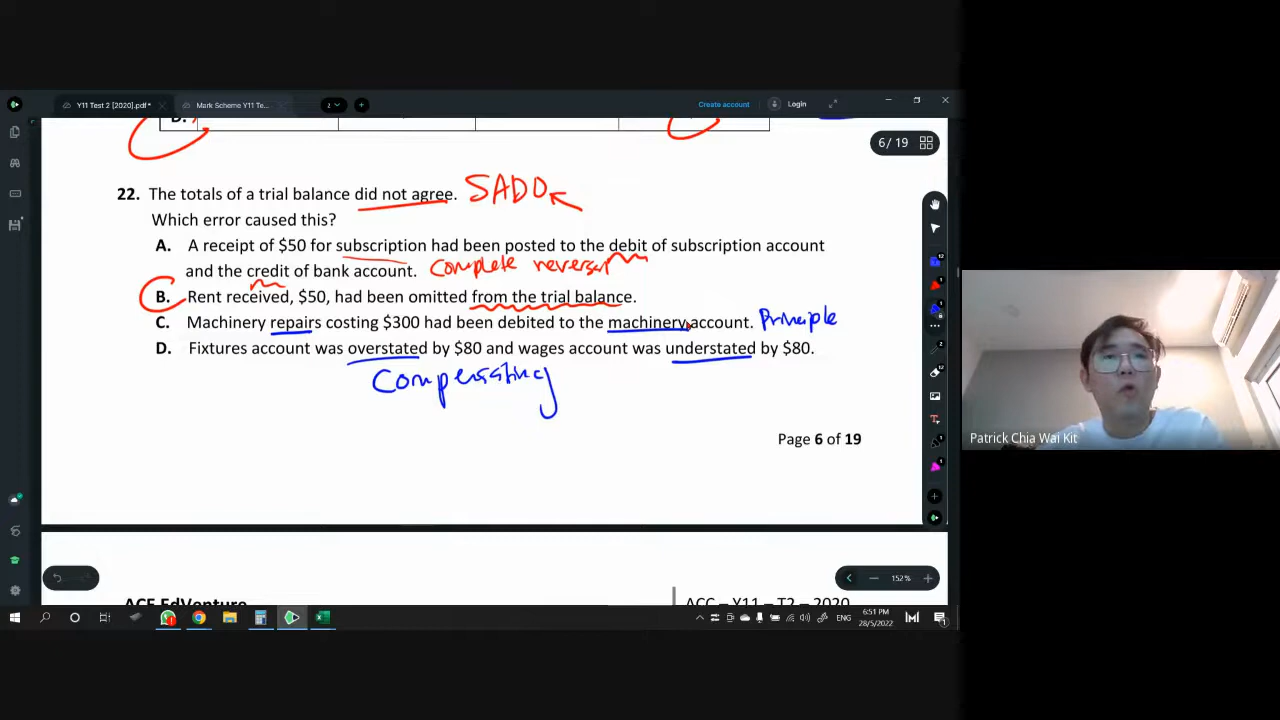 Y11 Test 2 [2020].pdf*
Mark Scheme Y11 Te...
2
Create account
Login
D.
6 / 19
22. The totals of a trial balance did not agree. SADO
Which error caused this?
A. A receipt of $50 for subscription had been posted to the debit of subscription account
and the credit of bank account. Complete reversal
B. Rent received, $50, had been omitted from the trial balance.
C. Machinery repairs costing $300 had been debited to the machinery account. Principle
D. Fixtures account was overstated by $80 and wages account was understated by $80.
Compensating
Page 6 of 19
Patrick Chia Wai Kit
152%
ACE EdVenture
ACC – Y11 – T2 – 2020
ENG
6:51 PM
28/5/2022